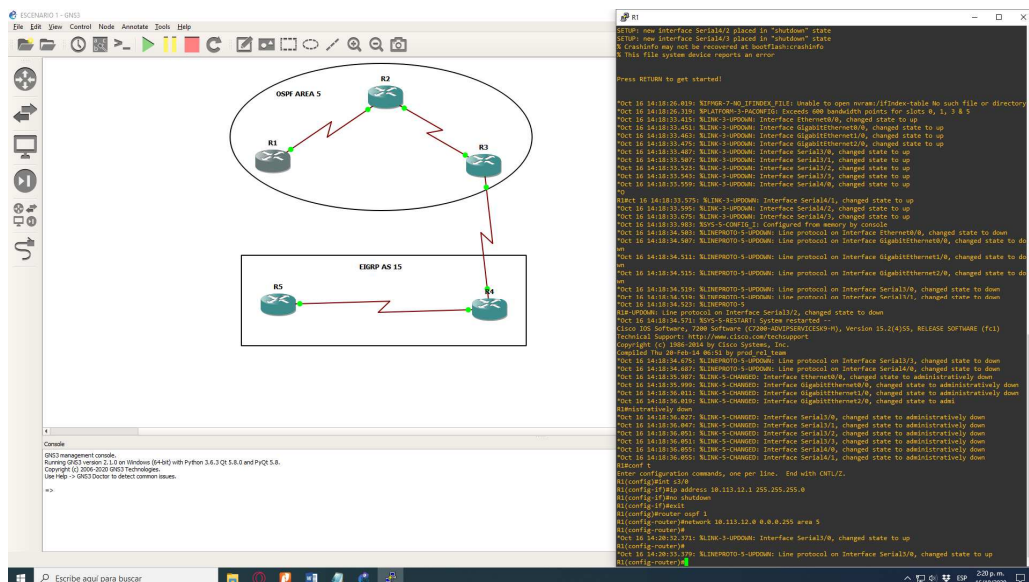 ESCENARIO 1 - GNS3
File Edit View Control Node Annotate Tools Help
OSPF AREA 5
R2
R1
R3
EIGRP AS 15
R5
R4
Console
GNS3 management console.
Running GNS3 version 2.1.0 on Windows (64-bit) with Python 3.6.3 Qt 5.8.0 and PyQt 5.8.
Copyright (c) 2006-2020 GNS3 Technologies.
Use Help -> GNS3 Doctor to detect common issues.
=>
R1
SETUP: new interface Serial4/2 placed in "shutdown" state
SETUP: new interface Serial4/3 placed in "shutdown" state
% Crashinfo may not be recovered at bootflash:crashinfo
% This file system device reports an error
Press RETURN to get started!
*Oct 16 14:18:26.019: %IFMGR-7-NO_IFINDEX_FILE: Unable to open nvram:/ifIndex-table No such file or directory
*Oct 16 14:18:26.319: %PLATFORM-3-PACONFIG: Exceeds 600 bandwidth points for slots 0, 1, 3 & 5
*Oct 16 14:18:33.415: %LINK-3-UPDOWN: Interface Ethernet0/0, changed state to up
*Oct 16 14:18:33.451: %LINK-3-UPDOWN: Interface GigabitEthernet0/0, changed state to up
*Oct 16 14:18:33.463: %LINK-3-UPDOWN: Interface GigabitEthernet1/0, changed state to up
*Oct 16 14:18:33.475: %LINK-3-UPDOWN: Interface GigabitEthernet2/0, changed state to up
*Oct 16 14:18:33.487: %LINK-3-UPDOWN: Interface Serial3/0, changed state to up
*Oct 16 14:18:33.507: %LINK-3-UPDOWN: Interface Serial3/1, changed state to up
*Oct 16 14:18:33.523: %LINK-3-UPDOWN: Interface Serial3/2, changed state to up
*Oct 16 14:18:33.543: %LINK-3-UPDOWN: Interface Serial3/3, changed state to up
*Oct 16 14:18:33.559: %LINK-3-UPDOWN: Interface Serial4/0, changed state to up
*O
R1#ct 16 14:18:33.575: %LINK-3-UPDOWN: Interface Serial4/1, changed state to up
*Oct 16 14:18:33.595: %LINK-3-UPDOWN: Interface Serial4/2, changed state to up
*Oct 16 14:18:33.675: %LINK-3-UPDOWN: Interface Serial4/3, changed state to up
*Oct 16 14:18:33.983: %SYS-5-CONFIG_I: Configured from memory by console
*Oct 16 14:18:34.503: %LINEPROTO-5-UPDOWN: Line protocol on Interface Ethernet0/0, changed state to down
*Oct 16 14:18:34.507: %LINEPROTO-5-UPDOWN: Line protocol on Interface GigabitEthernet0/0, changed state to do
wn
*Oct 16 14:18:34.511: %LINEPROTO-5-UPDOWN: Line protocol on Interface GigabitEthernet1/0, changed state to do
wn
*Oct 16 14:18:34.515: %LINEPROTO-5-UPDOWN: Line protocol on Interface GigabitEthernet2/0, changed state to do
wn
*Oct 16 14:18:34.519: %LINEPROTO-5-UPDOWN: Line protocol on Interface Serial3/0, changed state to down
*Oct 16 14:18:34.519: %LINEPROTO-5-UPDOWN: Line protocol on Interface Serial3/1, changed state to down
*Oct 16 14:18:34.523: %LINEPROTO-5
R1#-UPDOWN: Line protocol on Interface Serial3/2, changed state to down
*Oct 16 14:18:34.571: %SYS-5-RESTART: System restarted --
Cisco IOS Software, 7200 Software (C7200-ADVIPSERVICESK9-M), Version 15.2(4)S5, RELEASE SOFTWARE (fc1)
Technical Support: http://www.cisco.com/techsupport
Copyright (c) 1986-2014 by Cisco Systems, Inc.
Compiled Thu 20-Feb-14 06:51 by prod_rel_team
*Oct 16 14:18:34.675: %LINEPROTO-5-UPDOWN: Line protocol on Interface Serial3/3, changed state to down
*Oct 16 14:18:34.687: %LINEPROTO-5-UPDOWN: Line protocol on Interface Serial4/0, changed state to down
*Oct 16 14:18:35.987: %LINK-5-CHANGED: Interface Ethernet0/0, changed state to administratively down
*Oct 16 14:18:35.999: %LINK-5-CHANGED: Interface GigabitEthernet0/0, changed state to administratively down
*Oct 16 14:18:36.011: %LINK-5-CHANGED: Interface GigabitEthernet1/0, changed state to administratively down
*Oct 16 14:18:36.019: %LINK-5-CHANGED: Interface GigabitEthernet2/0, changed state to admi
R1#nistratively down
*Oct 16 14:18:36.027: %LINK-5-CHANGED: Interface Serial3/0, changed state to administratively down
*Oct 16 14:18:36.047: %LINK-5-CHANGED: Interface Serial3/1, changed state to administratively down
*Oct 16 14:18:36.051: %LINK-5-CHANGED: Interface Serial3/2, changed state to administratively down
*Oct 16 14:18:36.051: %LINK-5-CHANGED: Interface Serial3/3, changed state to administratively down
*Oct 16 14:18:36.055: %LINK-5-CHANGED: Interface Serial4/0, changed state to administratively down
*Oct 16 14:18:36.055: %LINK-5-CHANGED: Interface Serial4/1, changed state to administratively down
R1#conf t
Enter configuration commands, one per line. End with CNTL/Z.
R1(config)#int s3/0
R1(config-if)#ip address 10.113.12.1 255.255.255.0
R1(config-if)#no shutdown
R1(config-if)#exit
R1(config)#router ospf 1
R1(config-router)#network 10.113.12.0 0.0.0.255 area 5
R1(config-router)#
*Oct 16 14:20:32.371: %LINK-3-UPDOWN: Interface Serial3/0, changed state to up
R1(config-router)#
*Oct 16 14:20:33.379: %LINEPROTO-5-UPDOWN: Line protocol on Interface Serial3/0, changed state to up
R1(config-router)#
Escribe aquí para buscar
ESP
2:20 p. m.